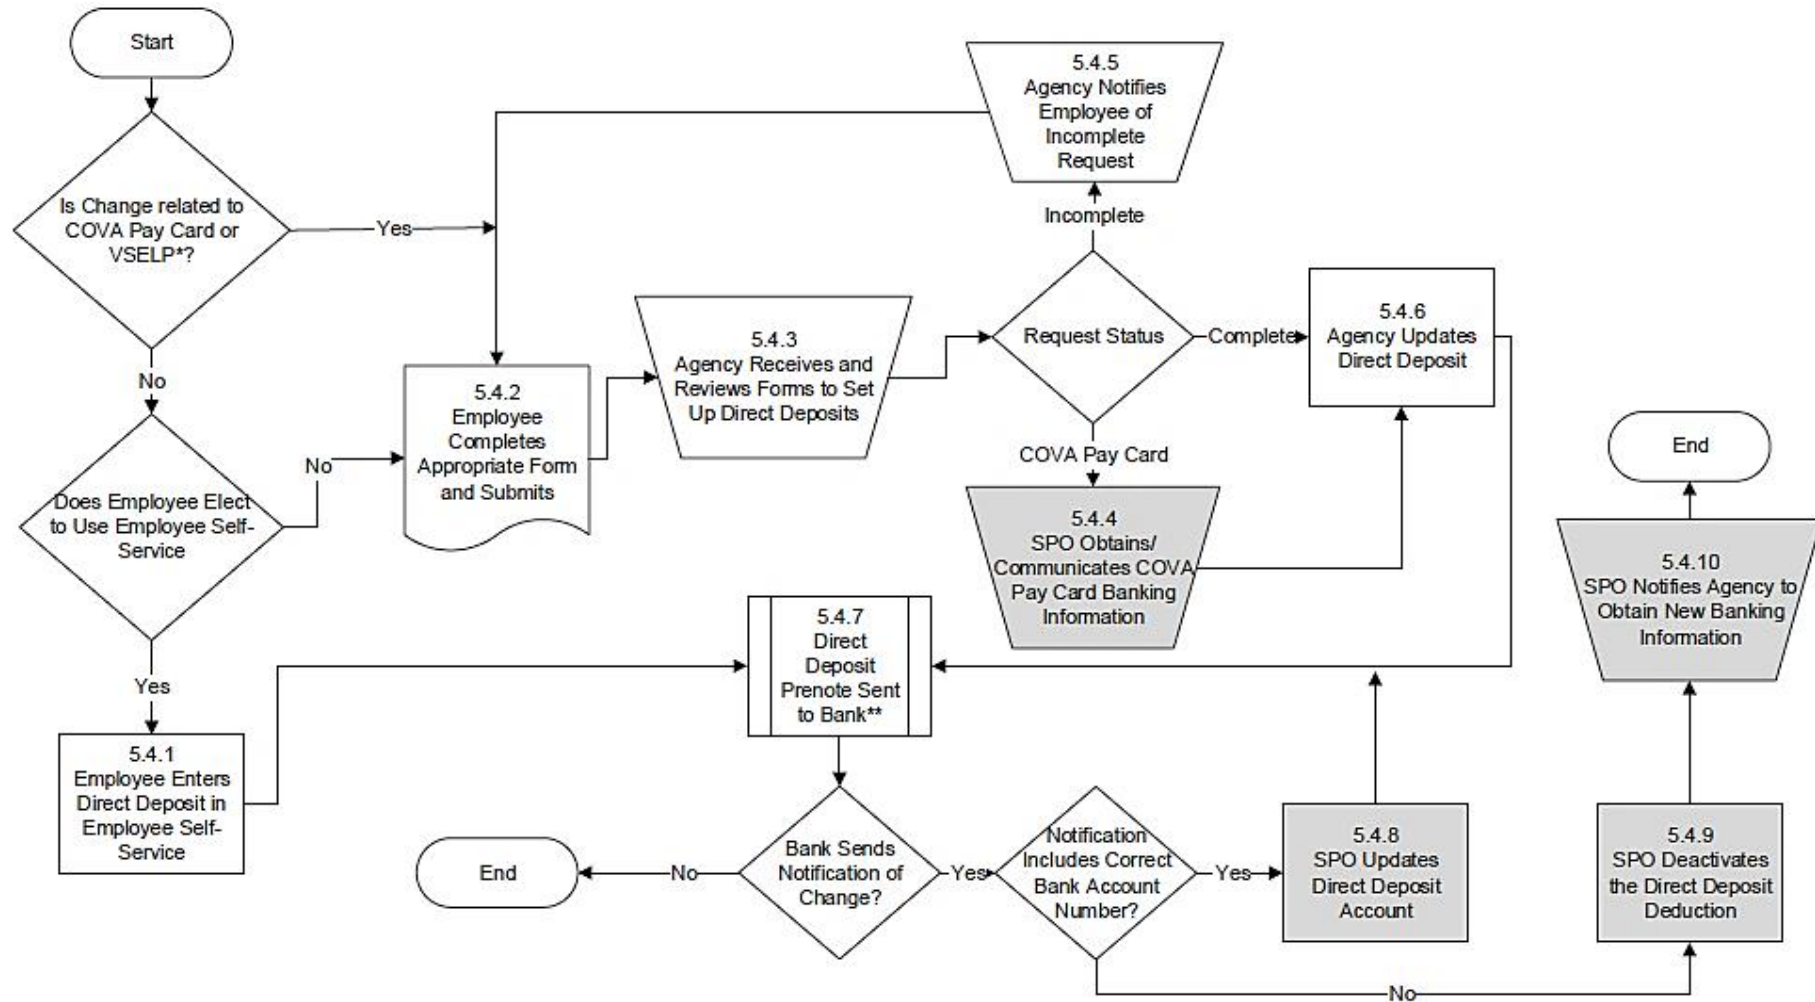 Start
Is Change related to
COVA Pay Card or
VSELP*?
Yes
No
Does Employee Elect
to Use Employee Self-
Service
No
Yes
5.4.1
Employee Enters
Direct Deposit in
Employee Self-
Service
5.4.2
Employee
Completes
Appropriate Form
and Submits
5.4.3
Agency Receives and
Reviews Forms to Set
Up Direct Deposits
Request Status
Incomplete
5.4.5
Agency Notifies
Employee of
Incomplete
Request
Complete
5.4.6
Agency Updates
Direct Deposit
COVA Pay Card
5.4.4
SPO Obtains/
Communicates COVA
Pay Card Banking
Information
5.4.7
Direct
Deposit
Prenote Sent
to Bank**
Bank Sends
Notification of
Change?
No
End
Yes
Notification
Includes Correct
Bank Account
Number?
Yes
5.4.8
SPO Updates
Direct Deposit
Account
No
5.4.9
SPO Deactivates
the Direct Deposit
Deduction
5.4.10
SPO Notifies Agency to
Obtain New Banking
Information
End